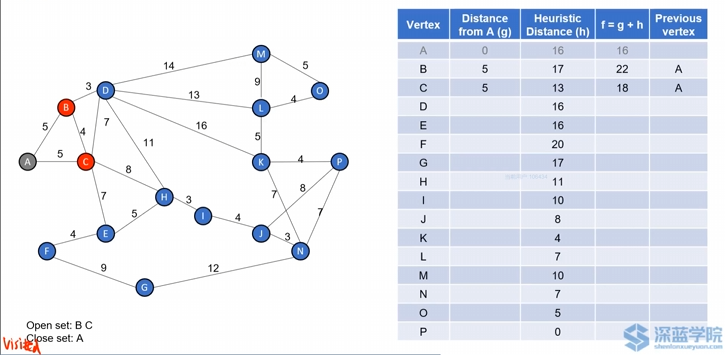 14
M
5
3
D
9
O
13
4
B
L
5
4
7
16
11
5
A
5
C
K
4
P
8
7
8
7
7
H
3
I
5
4
J
3
N
4
E
F
9
12
G
Open set: B C
Close set: A
Visited
Vertex Distance from A (g) Heuristic Distance (h) f = g + h Previous vertex
A 0 16 16
B 5 17 22 A
C 5 13 18 A
D 16
E 16
F 20
G 17
H 11
I 10
J 8
K 4
L 7
M 10
N 7
O 5
P 0
深蓝学院
shenlanxueyuan.com